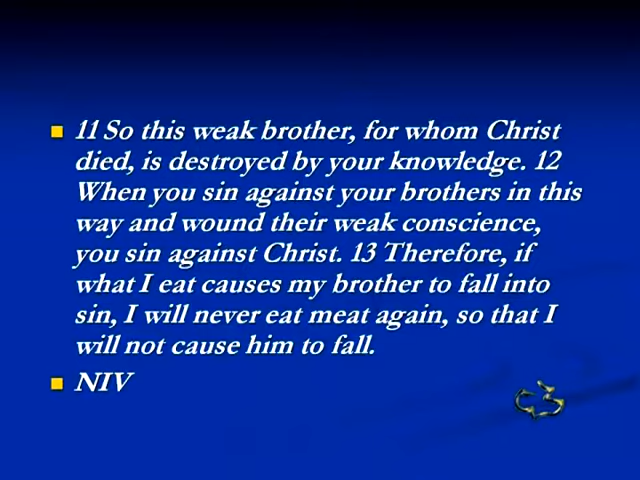 11 So this weak brother, for whom Christ
died, is destroyed by your knowledge. 12
When you sin against your brothers in this
way and wound their weak conscience,
you sin against Christ. 13 Therefore, if
what I eat causes my brother to fall into
sin, I will never eat meat again, so that I
will not cause him to fall.
NIV